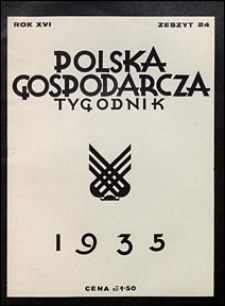 ROK XVI ZESZYT 24
POLSKA
GOSPODARCZA
TYGODNIK
1935
CENA zł 1·50